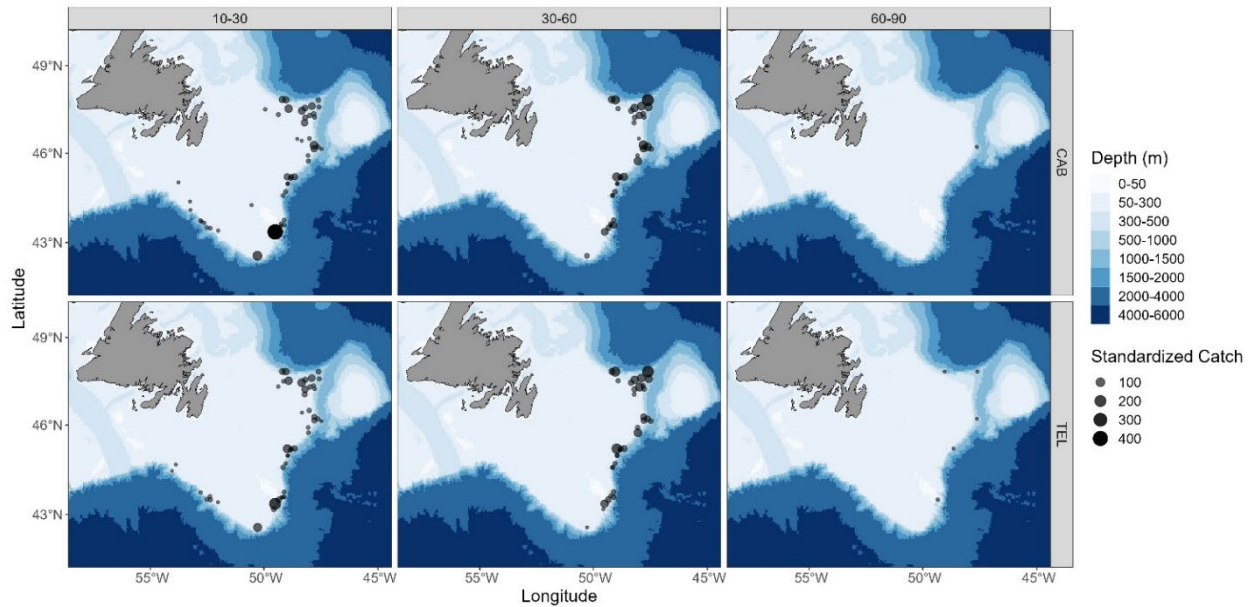 10-30
30-60
60-90
49°N
46°N
43°N
CAB
49°N
46°N
43°N
TEL
55°W
50°W
45°W
55°W
50°W
45°W
55°W
50°W
45°W
Latitude
Longitude
Depth (m)
0-50
50-300
300-500
500-1000
1000-1500
1500-2000
2000-4000
4000-6000
Standardized Catch
100
200
300
400